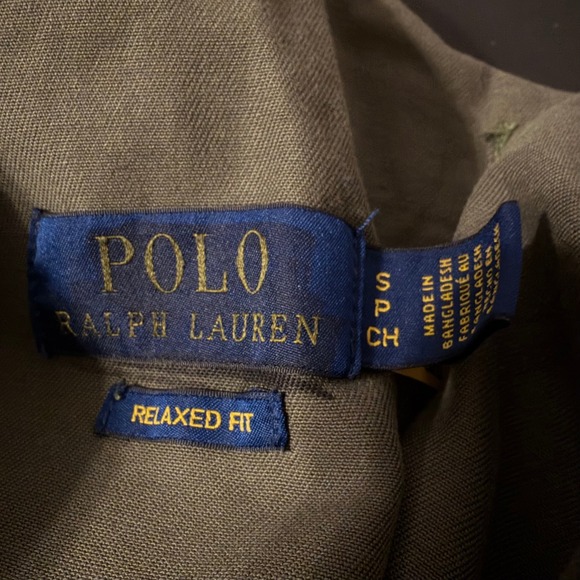 POLO
RALPH LAUREN
RELAXED FIT
S
P
CH
MADE IN
BANGLADESH
FABRIQUÉ AU
BANGLADESH